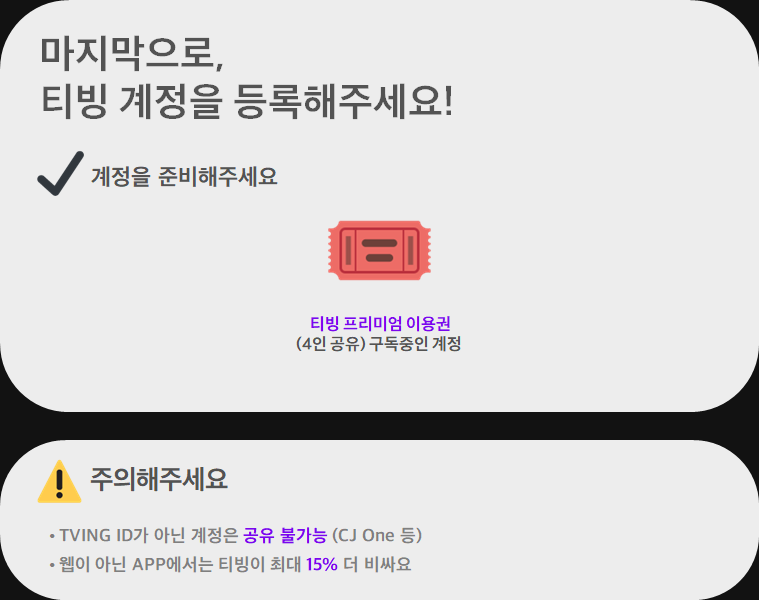 마지막으로,
티빙 계정을 등록해주세요!
계정을 준비해주세요
티빙 프리미엄 이용권
(4인 공유) 구독중인 계정
주의해주세요
• TVING ID가 아닌 계정은 공유 불가능 (CJ One 등)
• 웹이 아닌 APP에서는 티빙이 최대 15% 더 비싸요